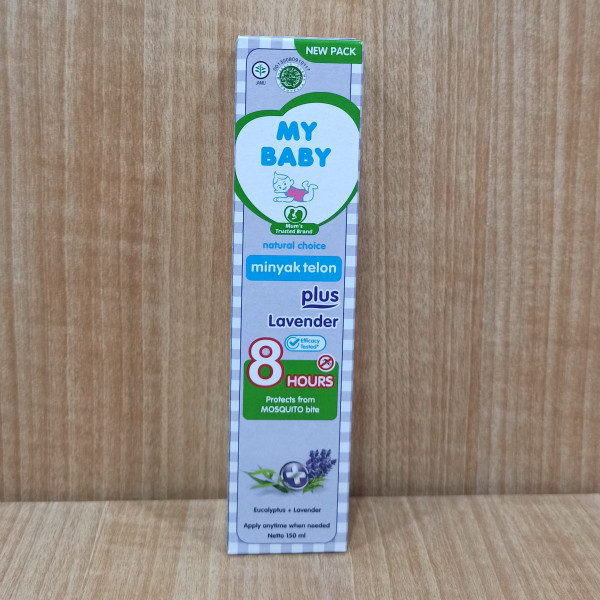 NEW PACK
JAMU
MY
BABY
Mum's
Trusted Brand
natural choice
minyak telon
plus
Lavender
Efficacy
Tested*
8
HOURS
Protects from
MOSQUITO bite
Eucalyptus + Lavender
Apply anytime when needed
Netto 150 ml